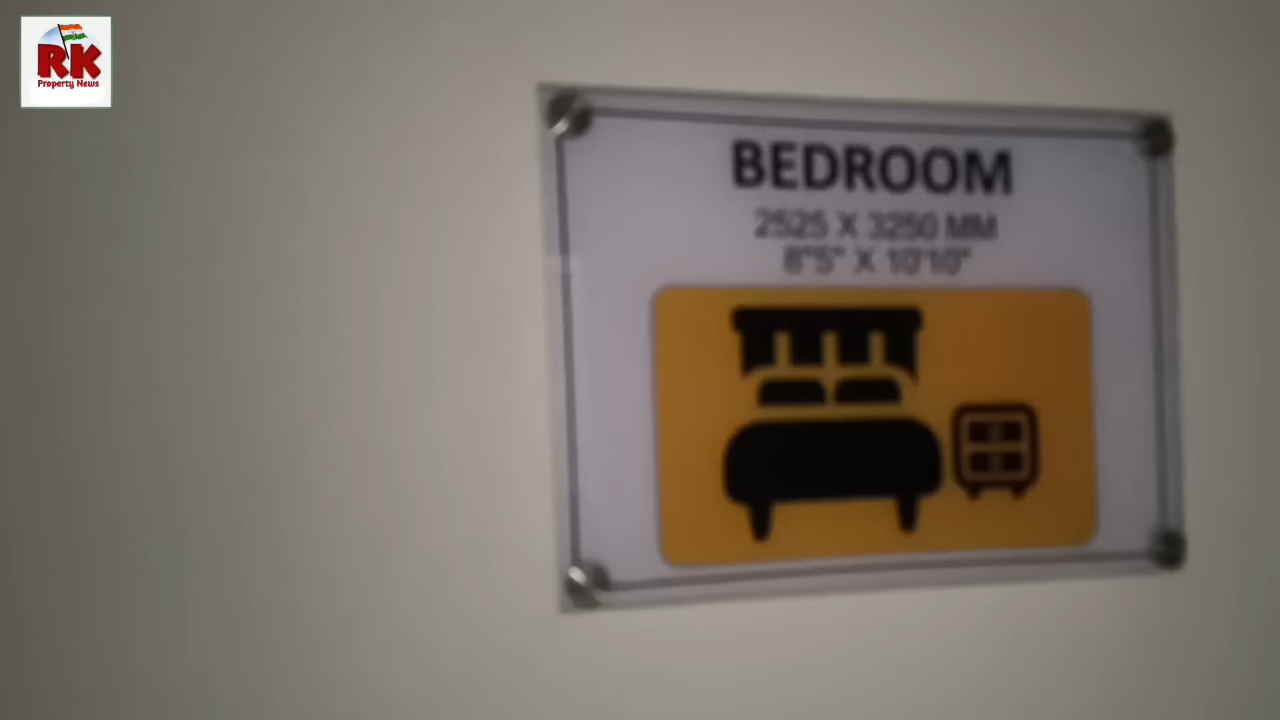 RK
Property News
BEDROOM
2525 X 3250 MM
8'5" X 10'10"